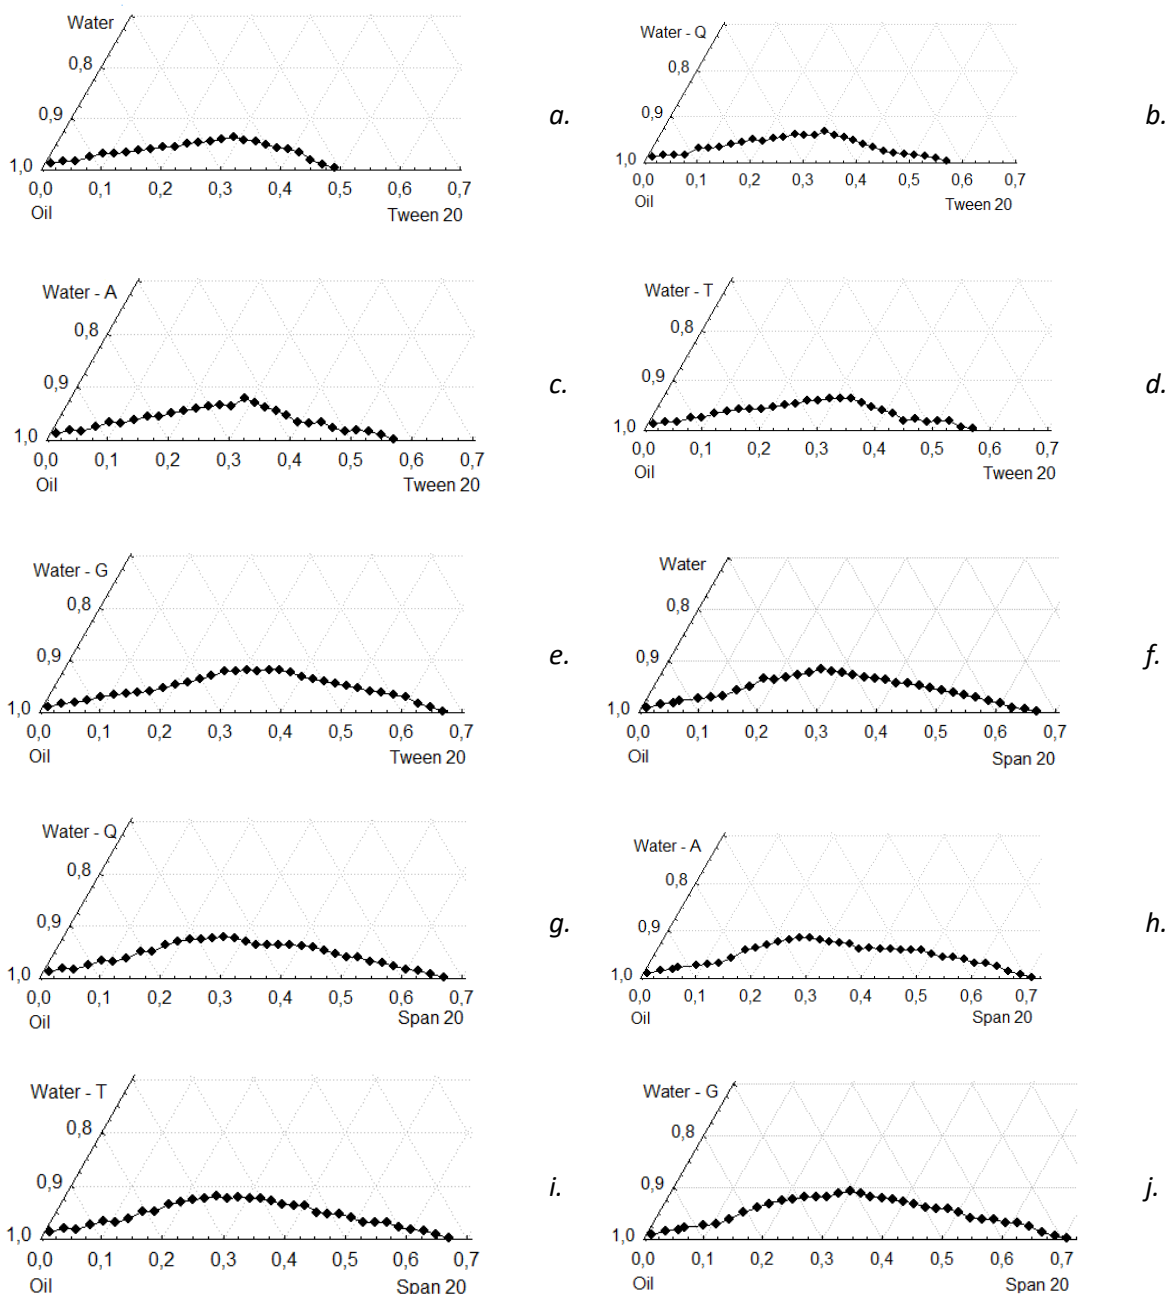 Water
0,8
0,9
1,0
0,0 0,1 0,2 0,3 0,4 0,5 0,6 0,7
Oil Tween 20
a.
Water - Q
0,8
0,9
1,0
0,0 0,1 0,2 0,3 0,4 0,5 0,6 0,7
Oil Tween 20
b.
Water - A
0,8
0,9
1,0
0,0 0,1 0,2 0,3 0,4 0,5 0,6 0,7
Oil Tween 20
c.
Water - T
0,8
0,9
1,0
0,0 0,1 0,2 0,3 0,4 0,5 0,6 0,7
Oil Tween 20
d.
Water - G
0,8
0,9
1,0
0,0 0,1 0,2 0,3 0,4 0,5 0,6 0,7
Oil Tween 20
e.
Water
0,8
0,9
1,0
0,0 0,1 0,2 0,3 0,4 0,5 0,6 0,7
Oil Span 20
f.
Water - Q
0,8
0,9
1,0
0,0 0,1 0,2 0,3 0,4 0,5 0,6 0,7
Oil Span 20
g.
Water - A
0,8
0,9
1,0
0,0 0,1 0,2 0,3 0,4 0,5 0,6 0,7
Oil Span 20
h.
Water - T
0,8
0,9
1,0
0,0 0,1 0,2 0,3 0,4 0,5 0,6 0,7
Oil Span 20
i.
Water - G
0,8
0,9
1,0
0,0 0,1 0,2 0,3 0,4 0,5 0,6 0,7
Oil Span 20
j.